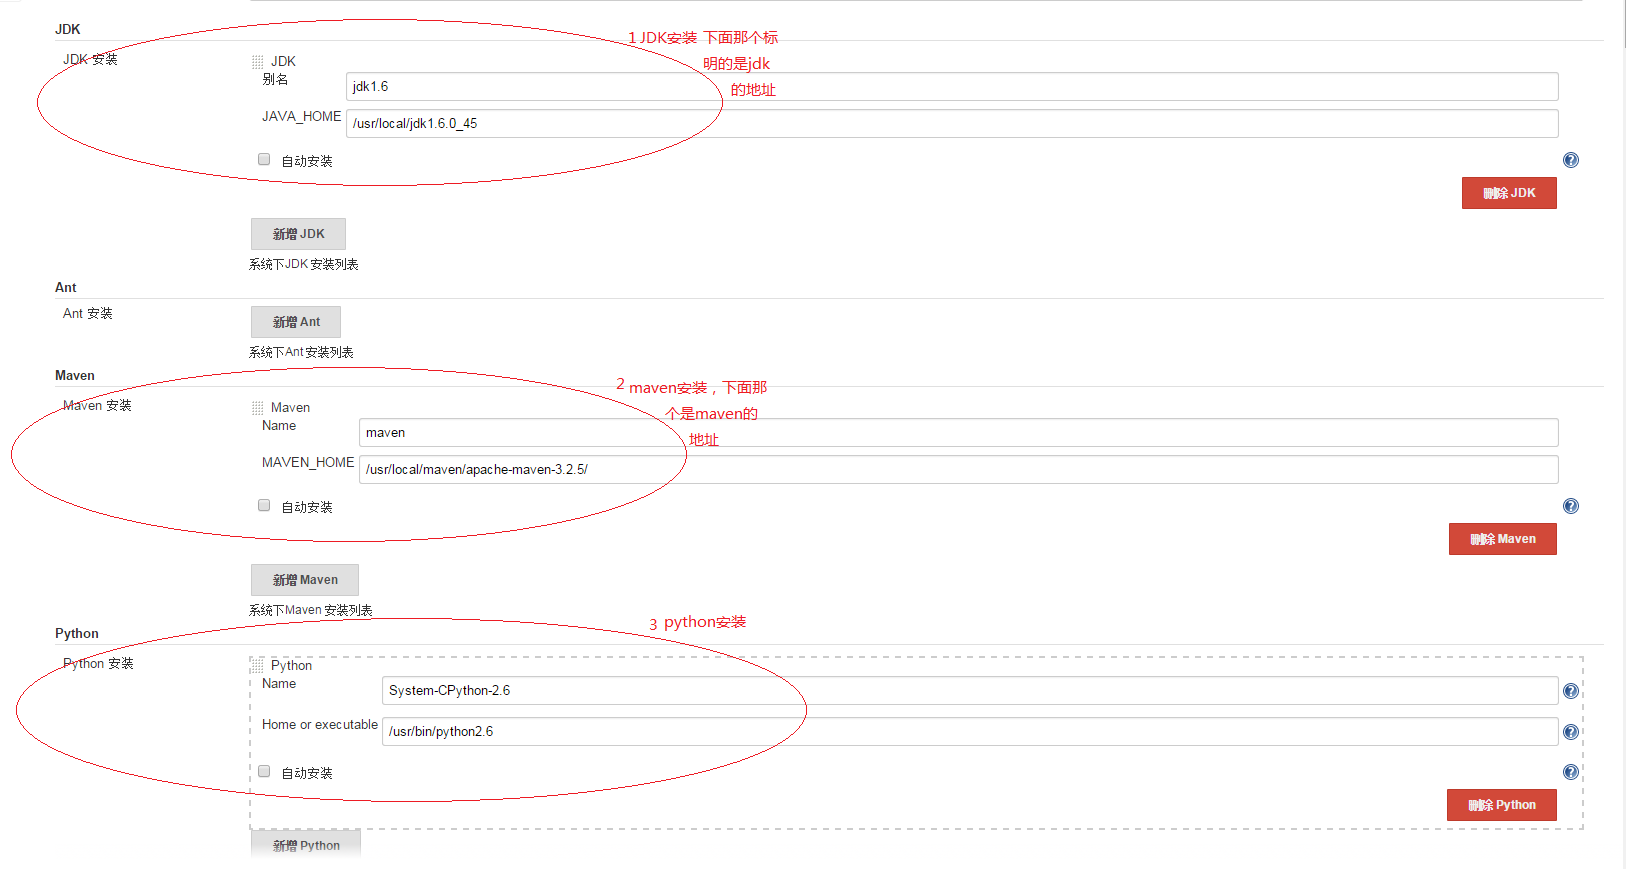 JDK
JDK 安装
JDK
别名
jdk1.6
JAVA_HOME
/usr/local/jdk1.6.0_45
自动安装
删除 JDK
1 JDK安装 下面那个标
明的是jdk
的地址
新增 JDK
系统下JDK 安装列表
Ant
Ant 安装
新增 Ant
系统下Ant 安装列表
Maven
Maven 安装
Maven
Name
maven
MAVEN_HOME
/usr/local/maven/apache-maven-3.2.5/
自动安装
删除 Maven
2 maven安装，下面那
个是maven的
地址
新增 Maven
系统下Maven 安装列表
Python
3 python安装
Python 安装
Python
Name
System-CPython-2.6
Home or executable
/usr/bin/python2.6
自动安装
删除 Python
新增 Python